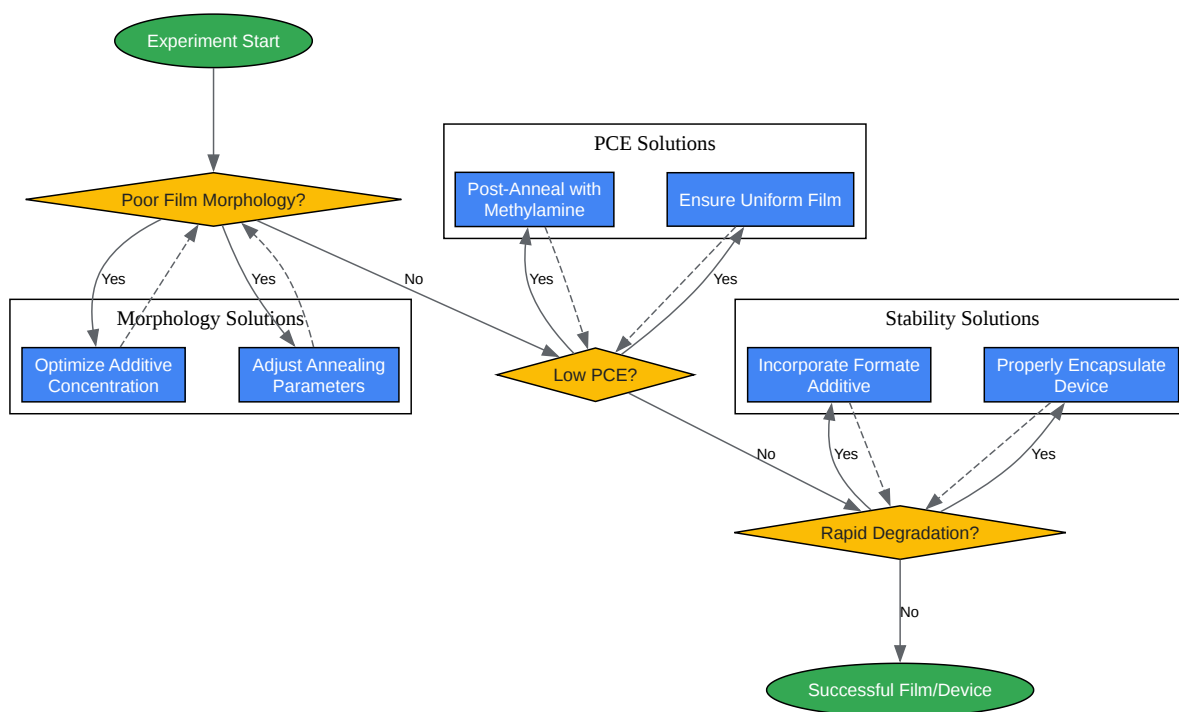 Experiment Start
PCE Solutions
Post-Anneal with
Methylamine
Ensure Uniform Film
Poor Film Morphology?
Yes
Yes
No
Yes
Yes
Morphology Solutions
Optimize Additive
Concentration
Adjust Annealing
Parameters
Stability Solutions
Incorporate Formate
Additive
Properly Encapsulate
Device
Low PCE?
No
Yes
Yes
Rapid Degradation?
No
Successful Film/Device